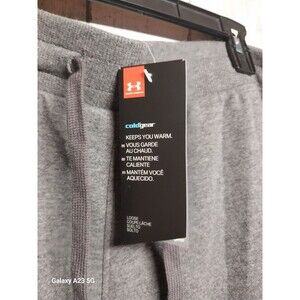 coldgear
KEEPS YOU WARM.
VOUS GARDE
AU CHAUD.
TE MANTIENE
CALIENTE
MANTÉM VOCÊ
AQUECIDO.
LOOSE
COUPE LÂCHE
SUELTO
SOLTO
Galaxy A23 5G